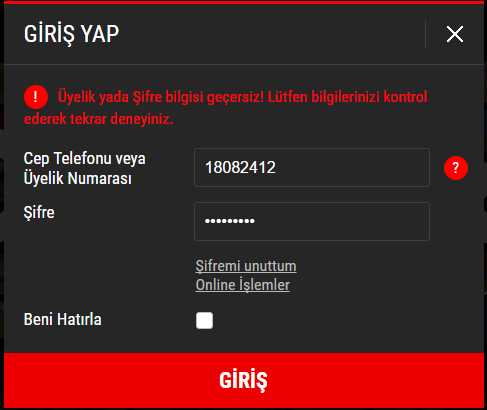 GİRİŞ YAP
! Üyelik yada Şifre bilgisi geçersiz! Lütfen bilgilerinizi kontrol
ederek tekrar deneyiniz.
Cep Telefonu veya
Üyelik Numarası
18082412
?
Şifre
•••••••••
Şifremi unuttum
Online İşlemler
Beni Hatırla
GİRİŞ